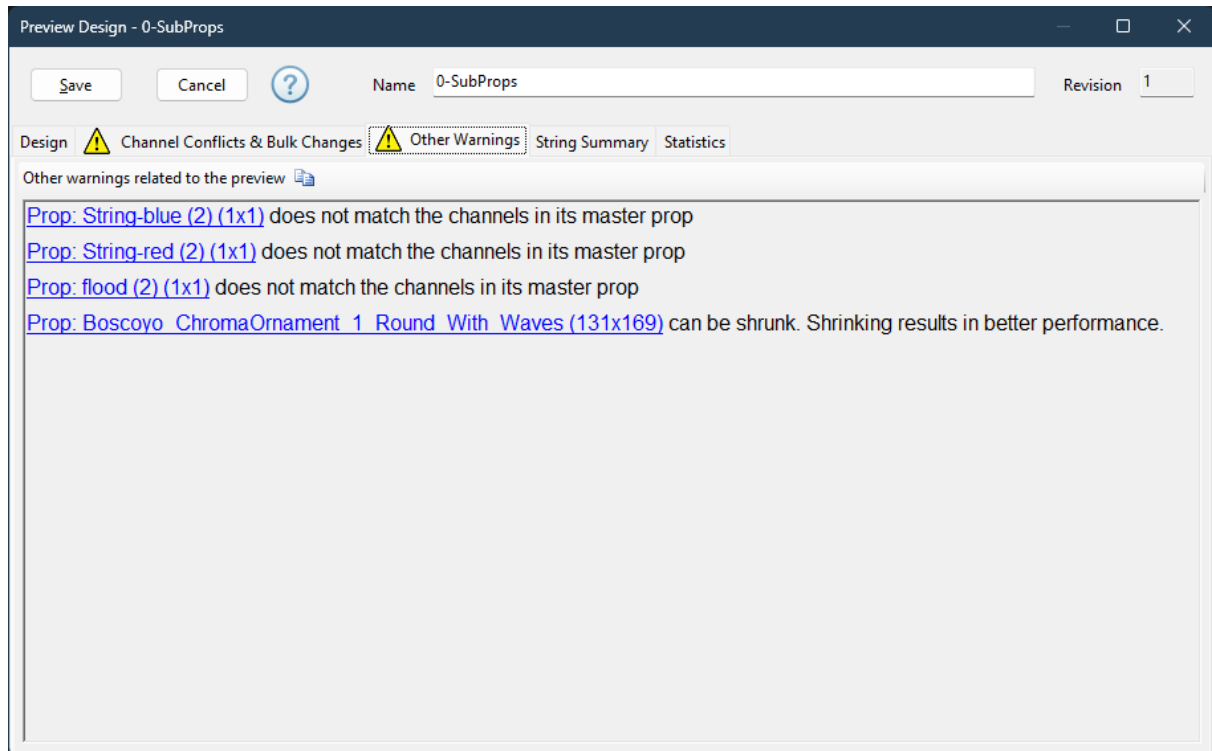 Preview Design - 0-SubProps
Save Cancel ? Name 0-SubProps Revision 1
Design Channel Conflicts & Bulk Changes Other Warnings String Summary Statistics
Other warnings related to the preview
Prop: String-blue (2) (1x1) does not match the channels in its master prop
Prop: String-red (2) (1x1) does not match the channels in its master prop
Prop: flood (2) (1x1) does not match the channels in its master prop
Prop: Boscoyo_ChromaOrnament_1_Round_With_Waves (131x169) can be shrunk. Shrinking results in better performance.